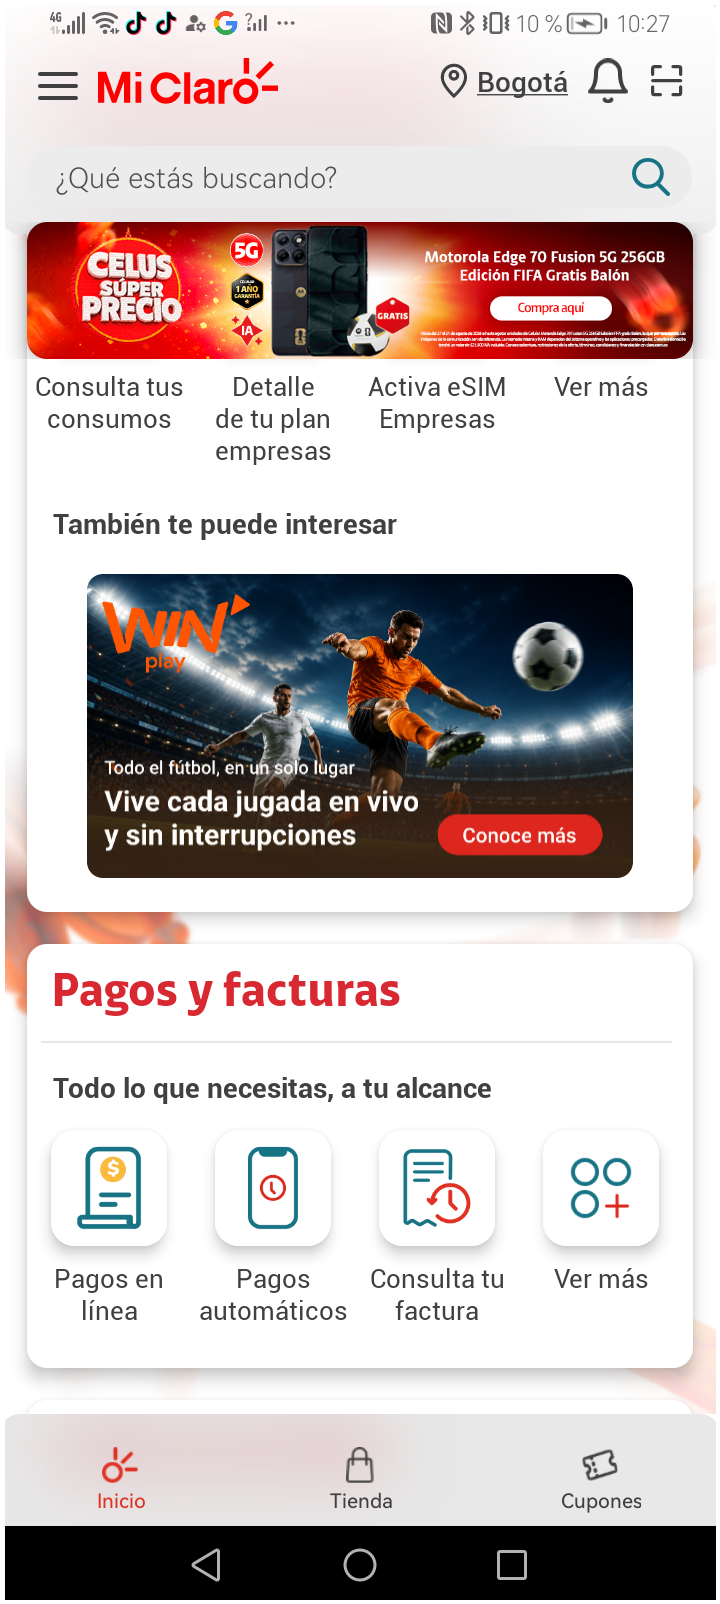 4G
?
10 %
10:27
Mi Claro
Bogotá
¿Qué estás buscando?
CELUS
SÚPER
PRECIO
5G
1 AÑO
GARANTÍA
IA
GRATIS
Motorola Edge 70 Fusion 5G 256GB
Edición FIFA Gratis Balón
Compra aquí
Consulta tus
consumos
Detalle
de tu plan
empresas
Activa eSIM
Empresas
Ver más
También te puede interesar
WIN
play
Todo el fútbol, en un solo lugar
Vive cada jugada en vivo
y sin interrupciones
Conoce más
Pagos y facturas
Todo lo que necesitas, a tu alcance
$
Pagos en
línea
Pagos
automáticos
Consulta tu
factura
Ver más
Inicio
Tienda
Cupones